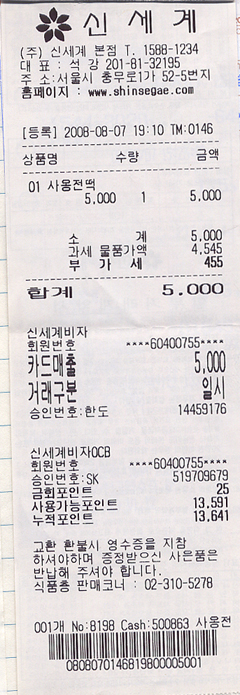 신세계
(주) 신세계 본점 T. 1588-1234
대 표 : 석 강 201-81-32195
주 소:서울시 충무로1가 52-5번지
홈페이지 : www.shinsegae.com
[등록] 2008-08-07 19:10 TM:0146
상품명 수량 금액
01 사옹전떡
5,000 1 5,000
소 계 5,000
과세 물품가액 4,545
부 가 세 455
합계 5,000
신세계비자
회원번호 ****60400755****
카드매출 5,000
거래구분 일시
승인번호:한도 14459176
신세계비자OCB
회원번호 ****60400755****
승인번호:SK 519709679
금회포인트 25
사용가능포인트 13,591
누적포인트 13,641
교환 환불시 영수증을 지참
하셔야하며 증정받으신 사은품은
반납해 주셔야 합니다.
식품층 판매코너 : 02-310-5278
001개 No:8198 Cash:500863 사옹전
08080701468198000050​01